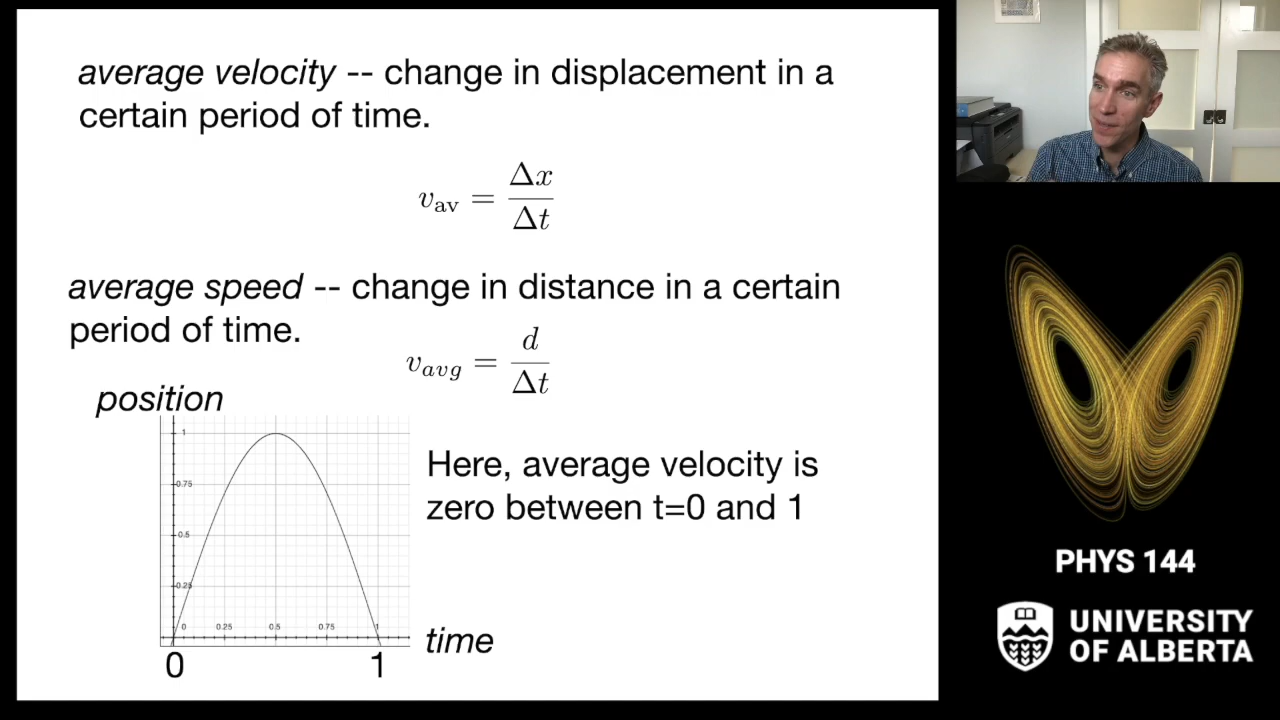 average velocity -- change in displacement in a
certain period of time.
v_av = Δx / Δt
average speed -- change in distance in a certain
period of time.
v_avg = d / Δt
position
1
0.75
0.5
0.25
0 0.25 0.5 0.75 1
0 1
time
Here, average velocity is
zero between t=0 and 1
PHYS 144
UNIVERSITY
OF ALBERTA